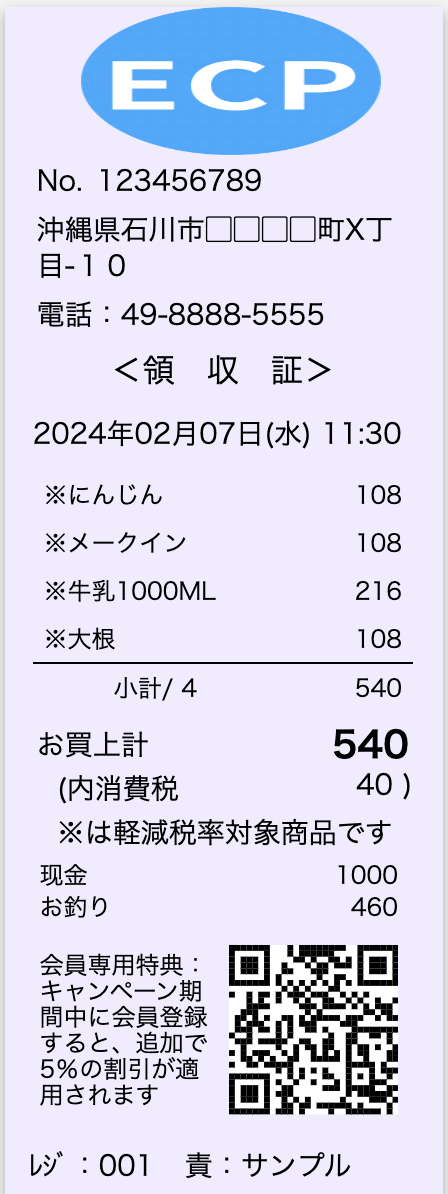 ECP
No. 123456789
沖縄県石川市□□□□町X丁
目-１０
電話：49-8888-5555
＜領　収　証＞
2024年02月07日(水) 11:30
※にんじん 108
※メークイン 108
※牛乳1000ML 216
※大根 108
小計/ 4 540
お買上計 540
(内消費税 40 )
※は軽減税率対象商品です
现金 1000
お釣り 460
会員専用特典：
キャンペーン期
間中に会員登録
すると、追加で
5%の割引が適
用されます
ﾚｼﾞ：001　責：サンプル